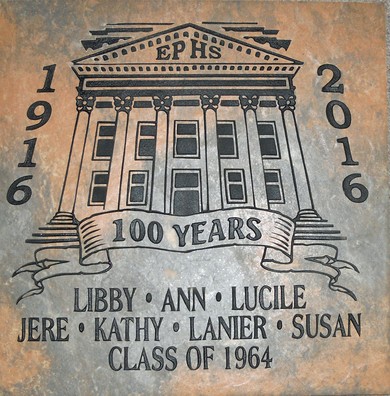 EPHS
1916
2016
100 YEARS
LIBBY • ANN • LUCILE
JERE • KATHY • LANIER • SUSAN
CLASS OF 1964